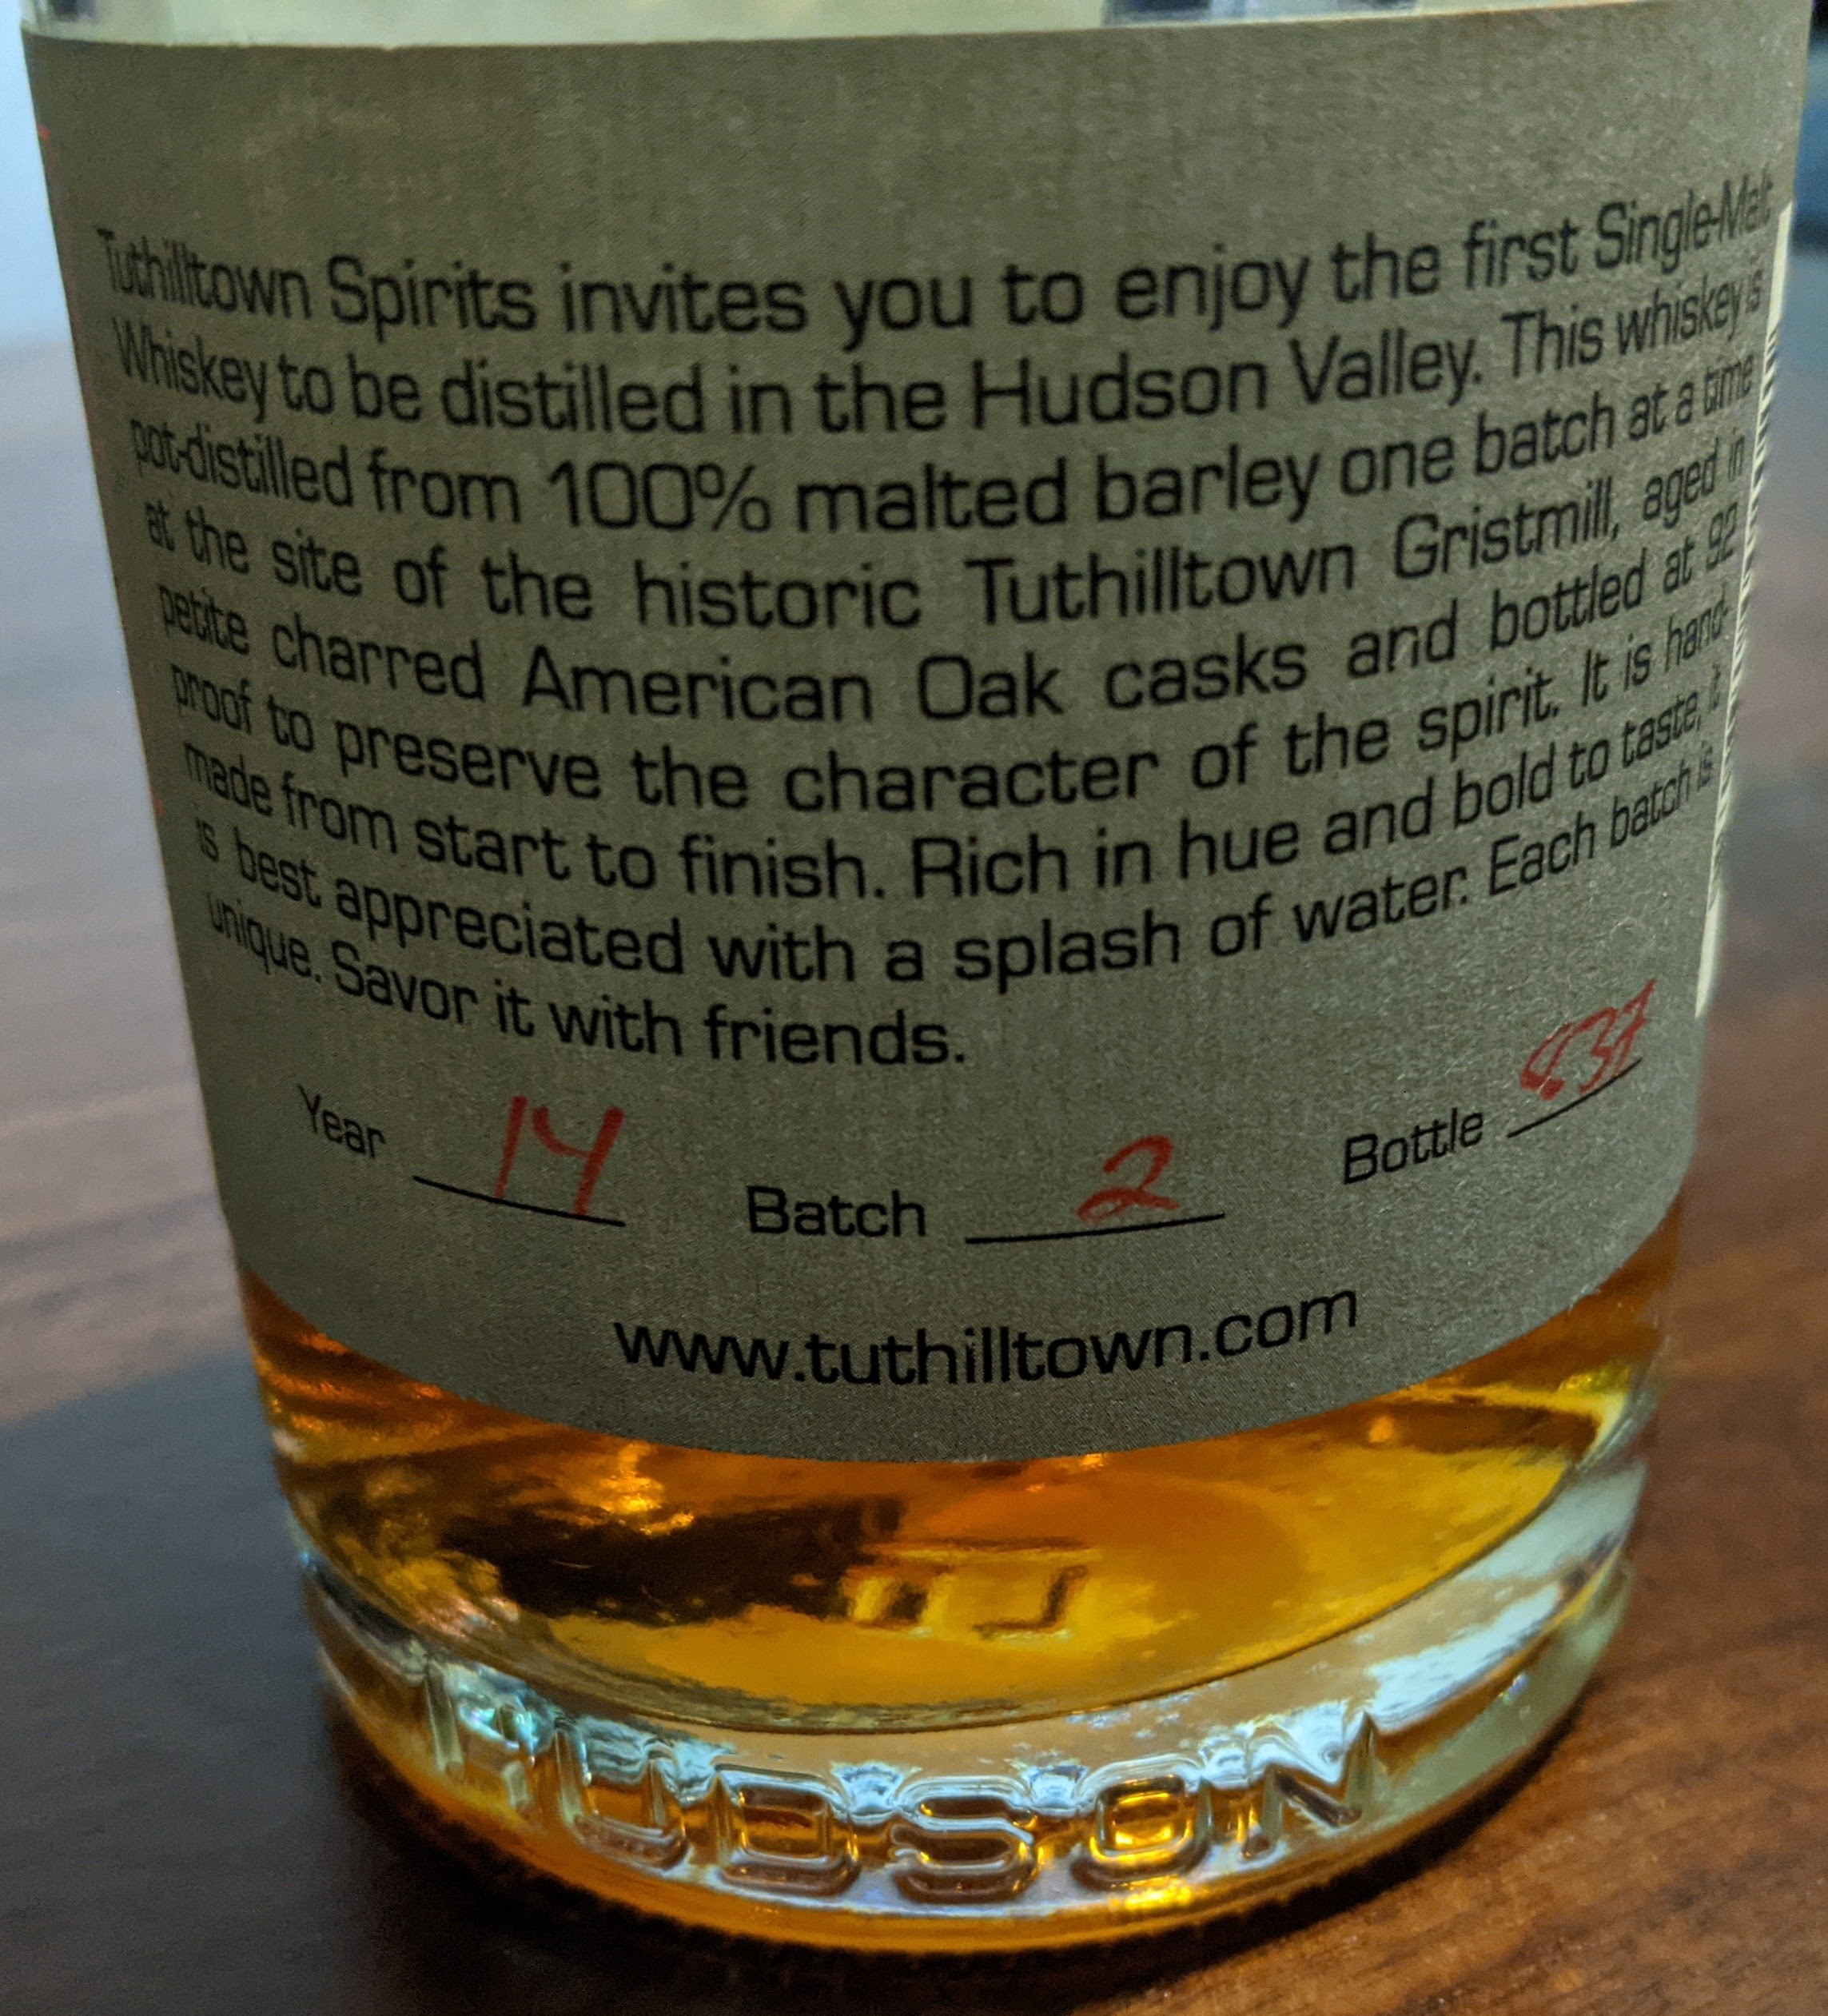 Tuthilltown Spirits invites you to enjoy the first Single-Malt
Whiskey to be distilled in the Hudson Valley. This whiskey is
pot-distilled from 100% malted barley one batch at a time
at the site of the historic Tuthilltown Gristmill, aged in
petite charred American Oak casks and bottled at 92
proof to preserve the character of the spirit. It is hand-
made from start to finish. Rich in hue and bold to taste, it
is best appreciated with a splash of water. Each batch is
unique. Savor it with friends.
Year 14 Batch 2 Bottle
www.tuthilltown.com
HUDSON